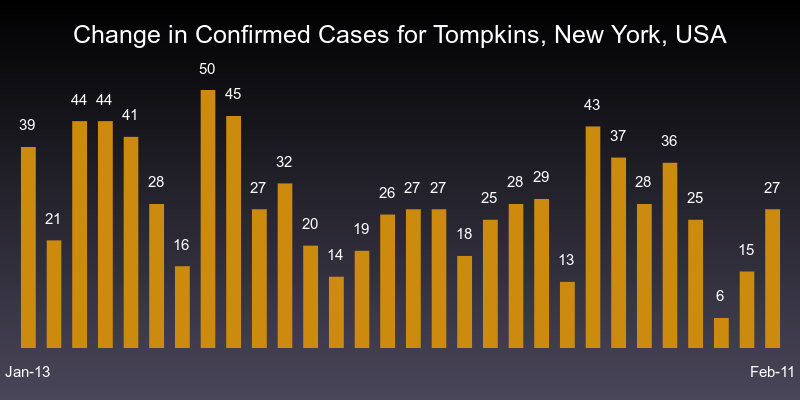 Change in Confirmed Cases for Tompkins, New York, USA
39 21 44 44 41 28 16 50 45 27 32 20 14 19 26 27 27 18 25 28 29 13 43 37 28 36 25 6 15 27
Jan-13 Feb-11